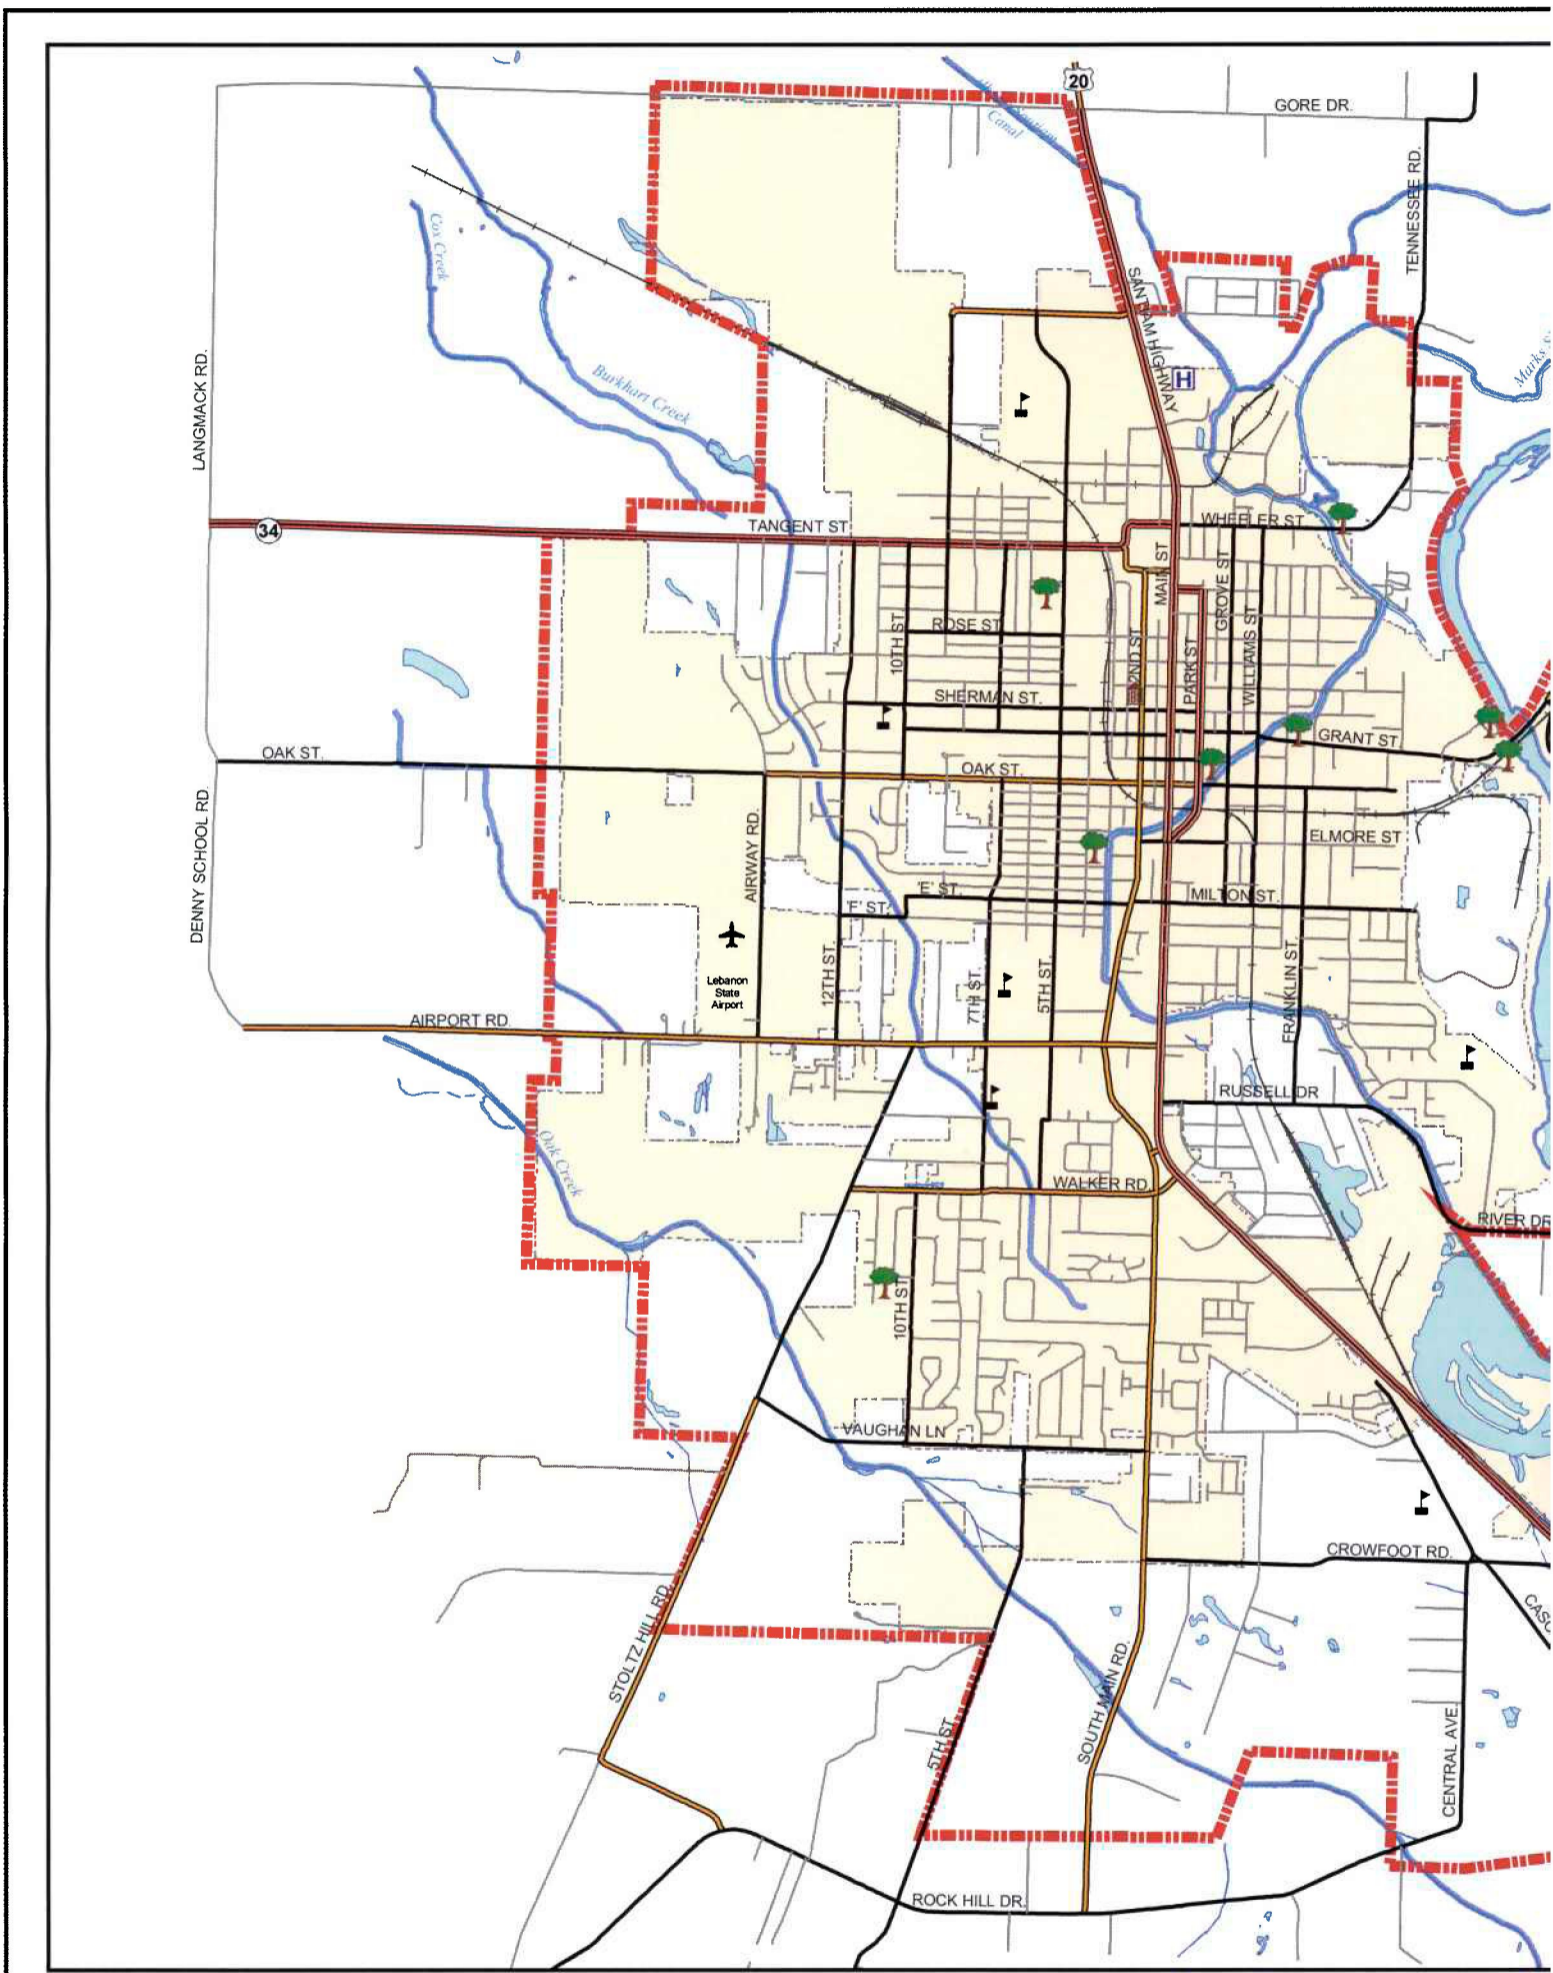 20
GORE DR.
Canal
TENNESSEE RD.
Cox Creek
SANTIAM HIGHWAY
LANGMACK RD.
H
Burkhart Creek
34
TANGENT ST
WHEELER ST
MAIN ST
GROVE ST
ROSE ST
10TH ST
2ND ST
PARK ST
WILLIAMS ST
SHERMAN ST.
GRANT ST.
OAK ST.
OAK ST.
DENNY SCHOOL RD.
AIRWAY RD.
ELMORE ST
'E' ST.
MILTON ST.
'F' ST.
Lebanon
State
Airport
12TH ST.
7TH ST.
5TH ST.
FRANKLIN ST.
AIRPORT RD.
RUSSELL DR
Oak Creek
WALKER RD.
RIVER DR
10TH ST
VAUGHAN LN
CROWFOOT RD.
STOLTZ HILL RD.
5TH ST.
SOUTH MAIN RD.
CENTRAL AVE.
ROCK HILL DR.